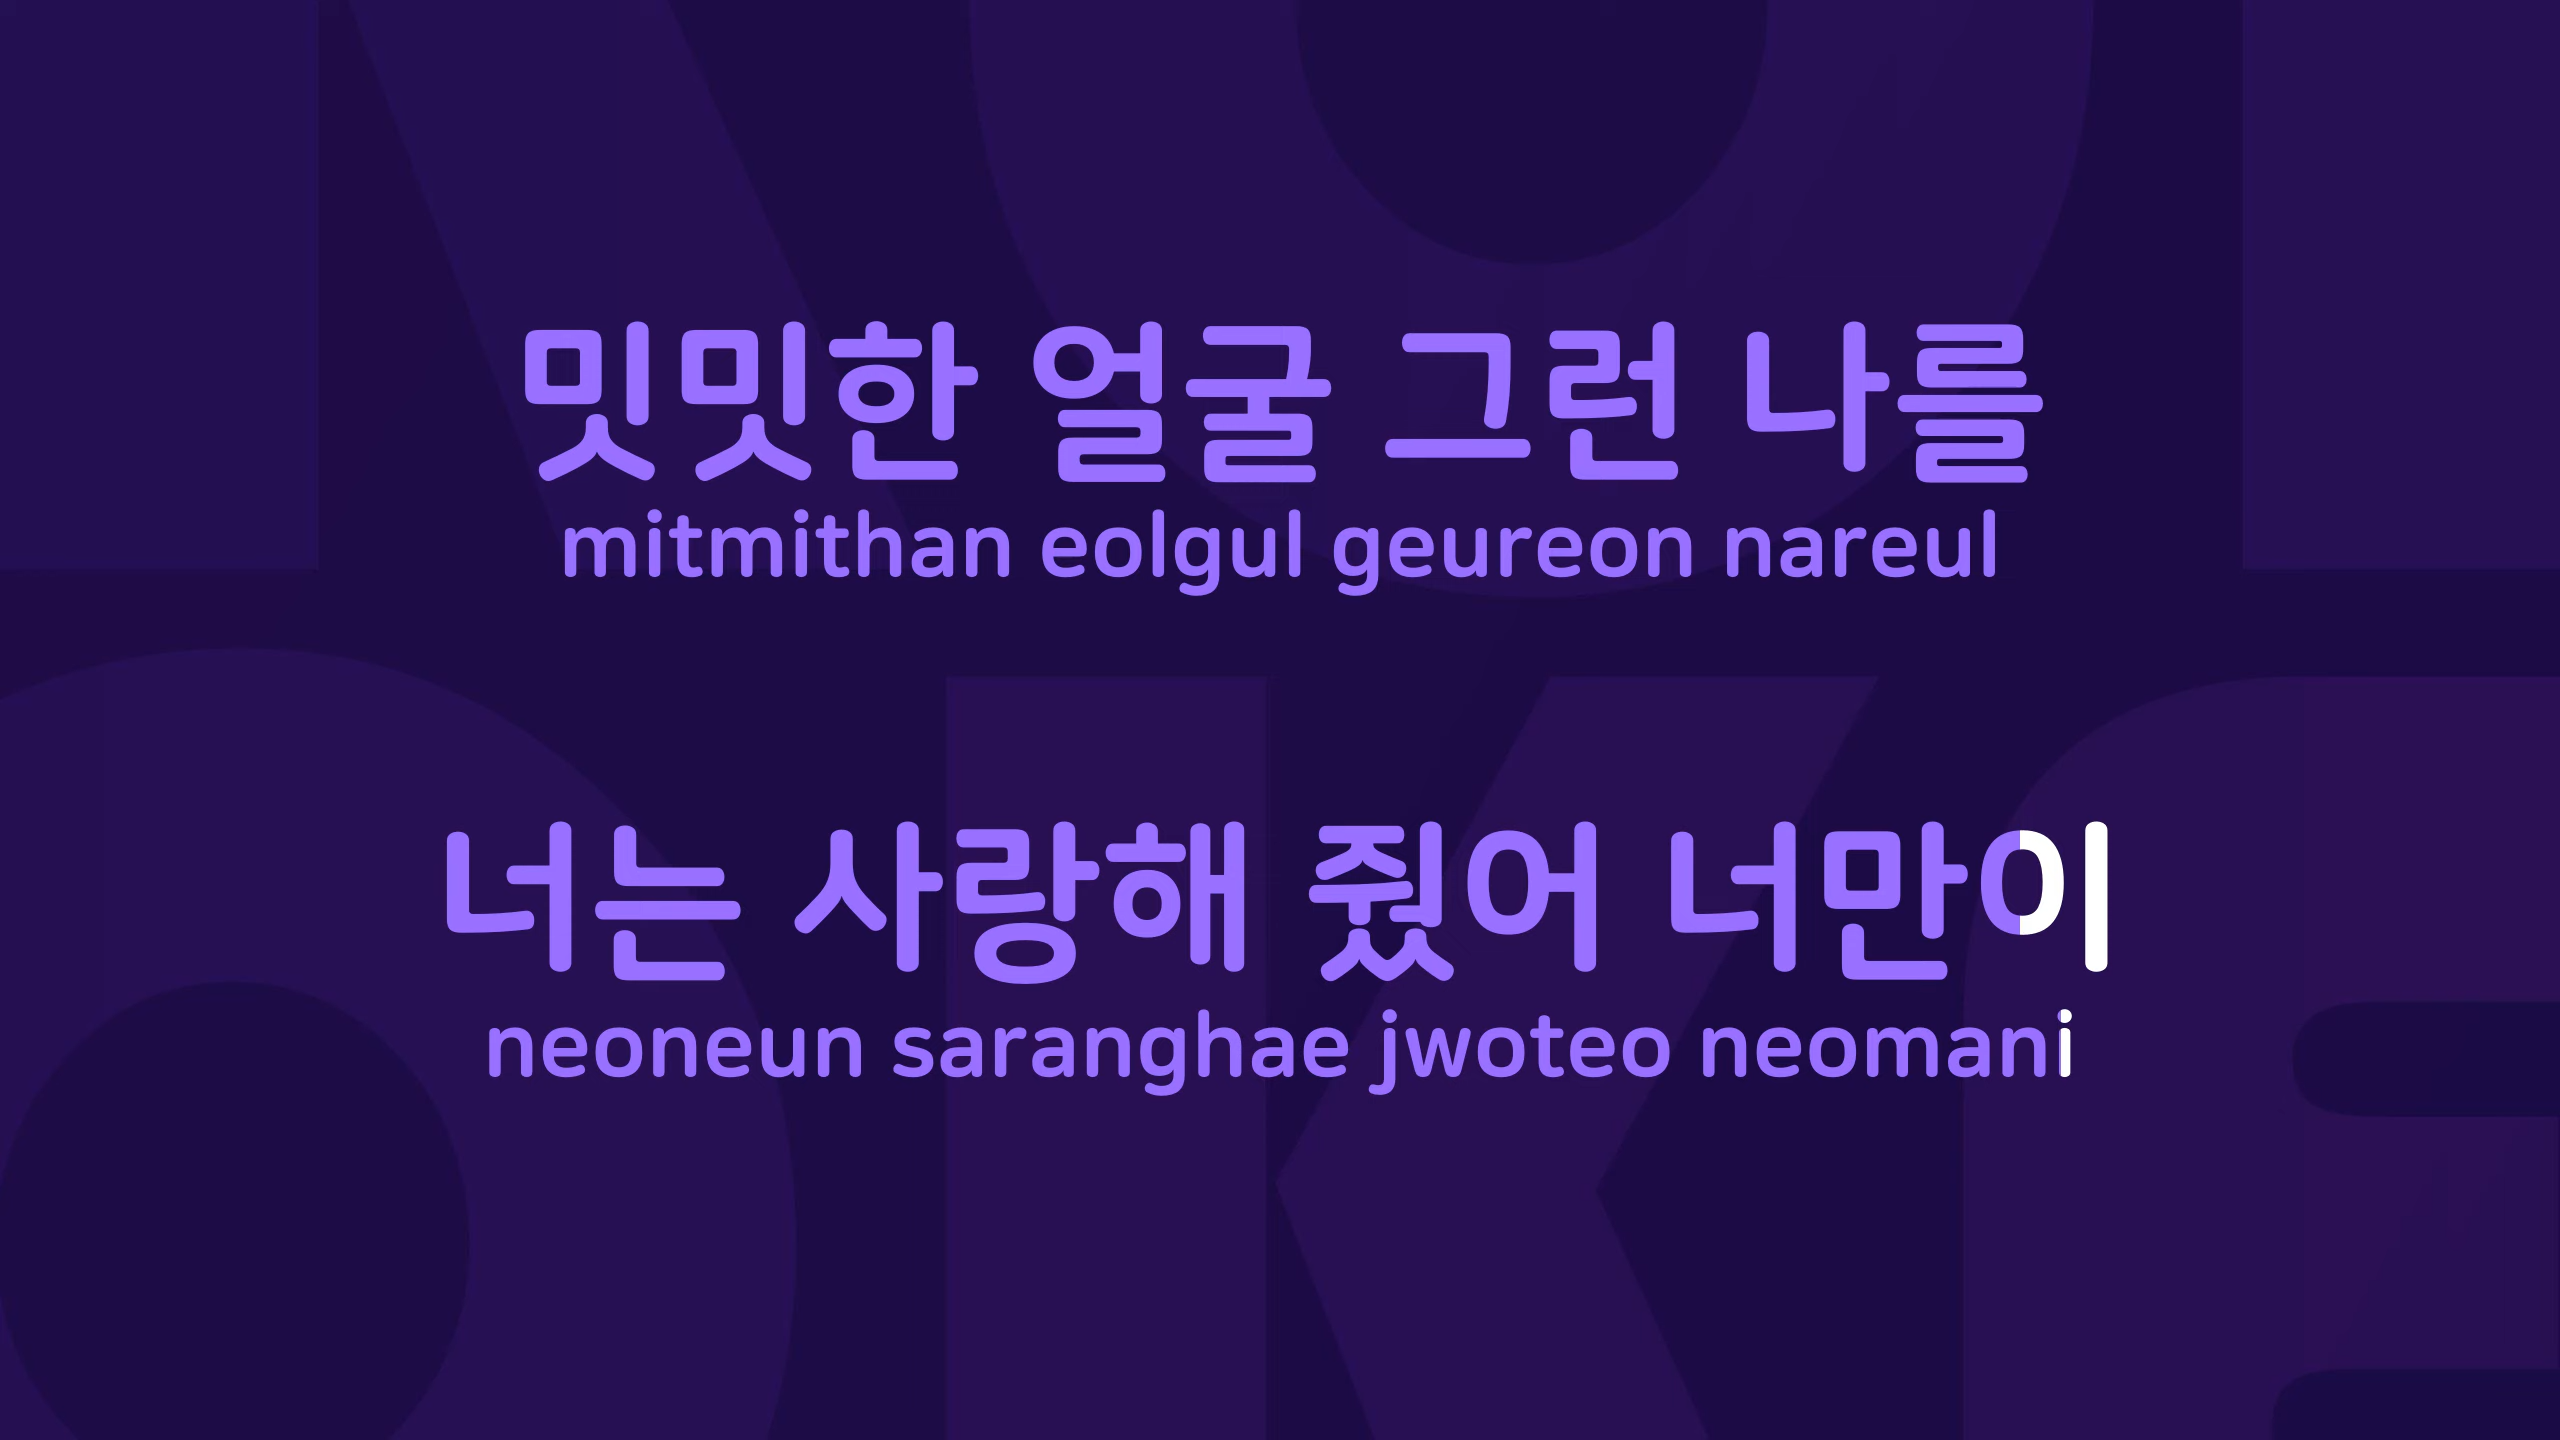 밋밋한 얼굴 그런 나를
mitmithan eolgul geureon nareul
너는 사랑해 줬어 너만이
neoneun saranghae jwoteo neomani